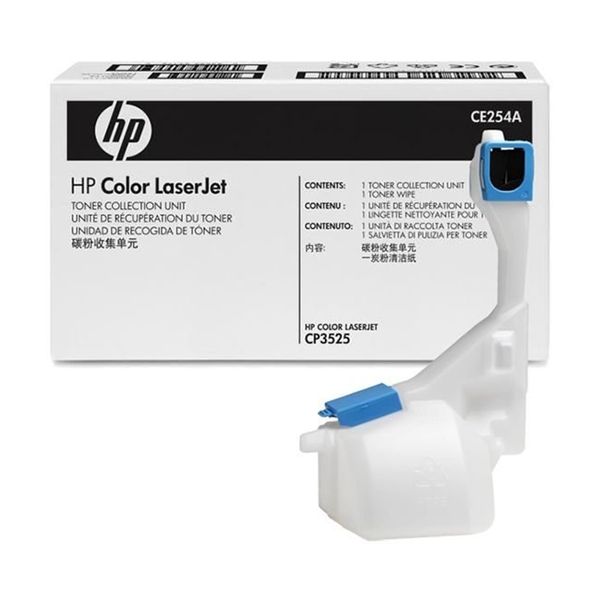 hp
CE254A
HP Color LaserJet
TONER COLLECTION UNIT
UNITÉ DE RÉCUPÉRATION DU TONER
UNIDAD DE RECOGIDA DE TÓNER
碳粉收集单元
CONTENTS: 1 TONER COLLECTION UNIT
1 TONER WIPE
CONTENU : 1 UNITÉ DE RÉCUPÉRATION DU
1 LINGETTE NETTOYANTE POUR
CONTENUTO: 1 UNITÀ DI RACCOLTA TONER
1 SALVIETTA DI PULIZIA PER TONER
内容: 一碳粉收集单元
一炭粉清洁纸
HP COLOR LASERJET
CP3525